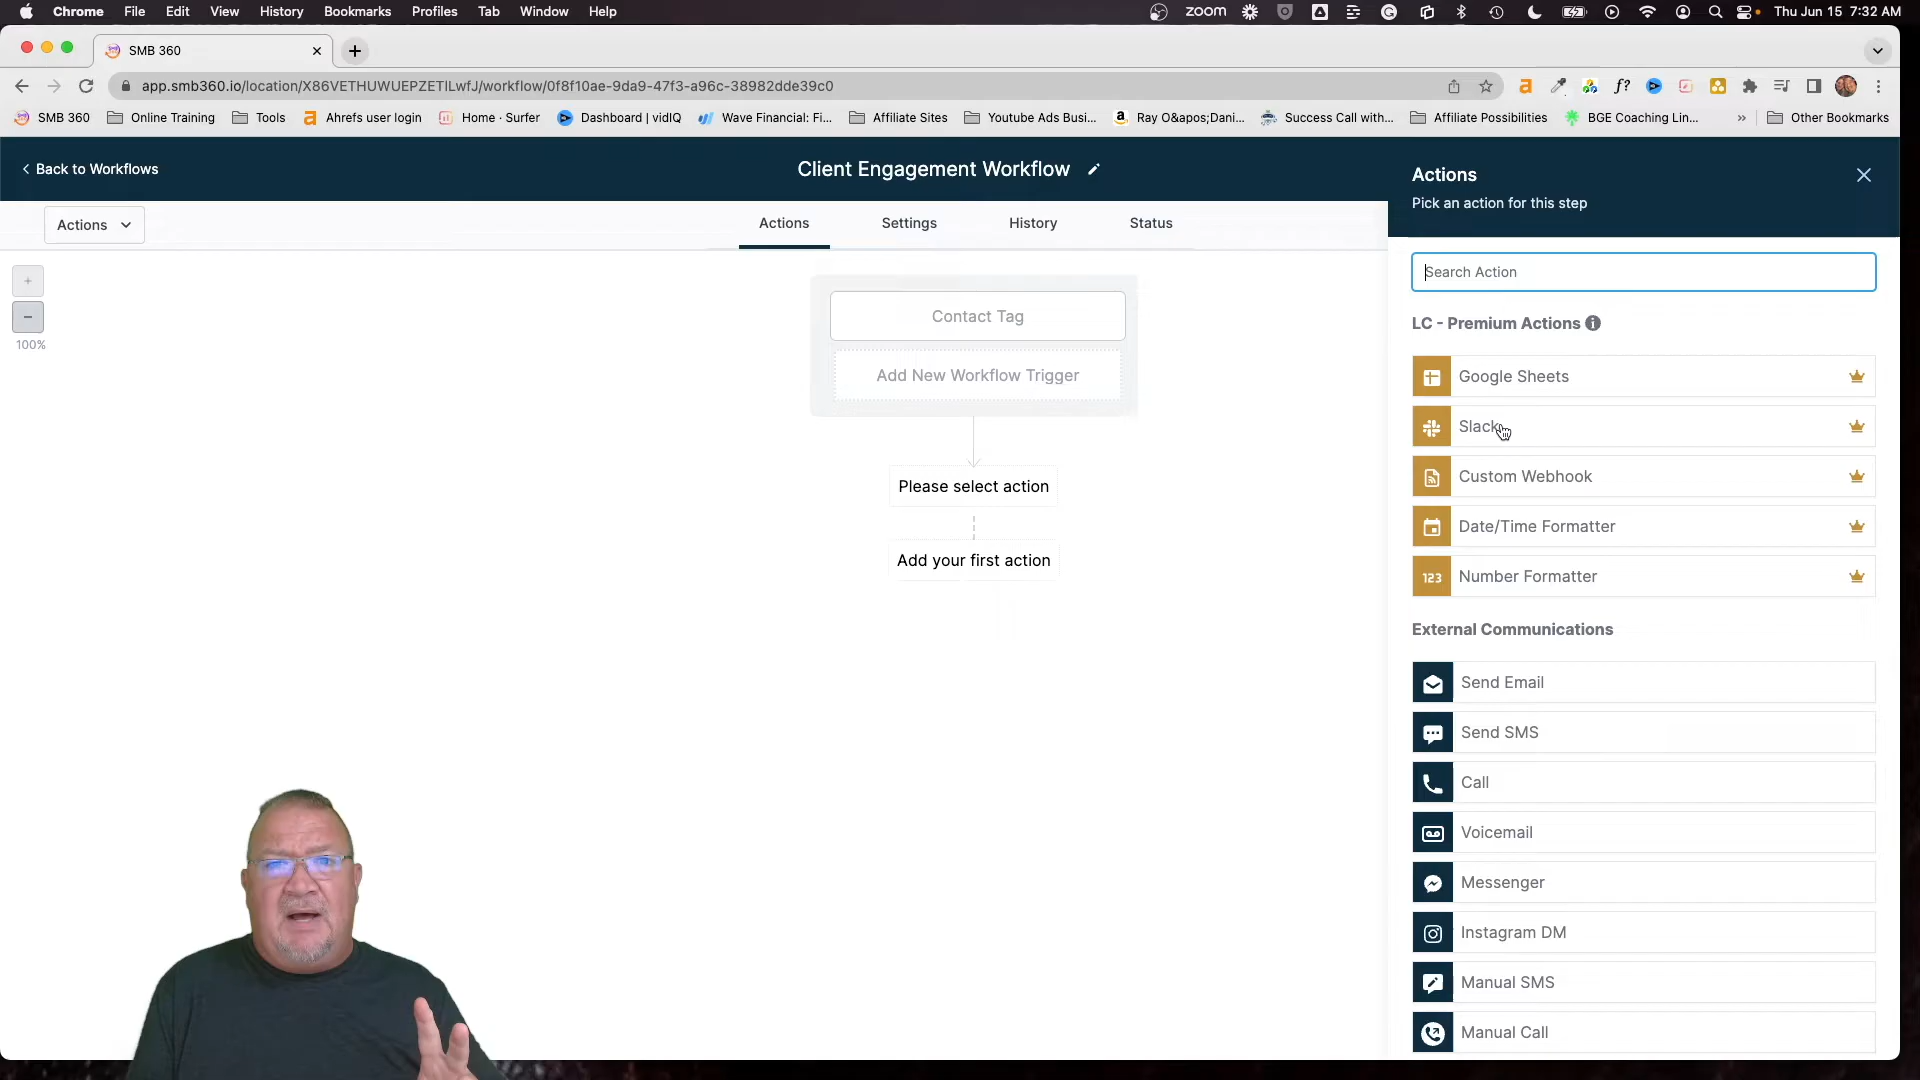 Chrome File Edit View History Bookmarks Profiles Tab Window Help zoom Thu Jun 15 7:32 AM
SMB 360
app.smb360.io/location/X86VETHUWUEPZETlLwfJ/workflow/0f8f10ae-9da9-47f3-a96c-38982dde39c0
SMB 360 Online Training Tools Ahrefs user login Home · Surfer Dashboard | vidIQ Wave Financial: Fi... Affiliate Sites Youtube Ads Busi... Ray O&apos;Dani... Success Call with... Affiliate Possibilities BGE Coaching Lin... » Other Bookmarks
Back to Workflows
Client Engagement Workflow
Actions
Actions Settings History Status
100%
Contact Tag
Add New Workflow Trigger
Please select action
Add your first action
Actions
Pick an action for this step
Search Action
LC - Premium Actions
Google Sheets
Slack
Custom Webhook
Date/Time Formatter
123 Number Formatter
External Communications
Send Email
Send SMS
Call
Voicemail
Messenger
Instagram DM
Manual SMS
Manual Call